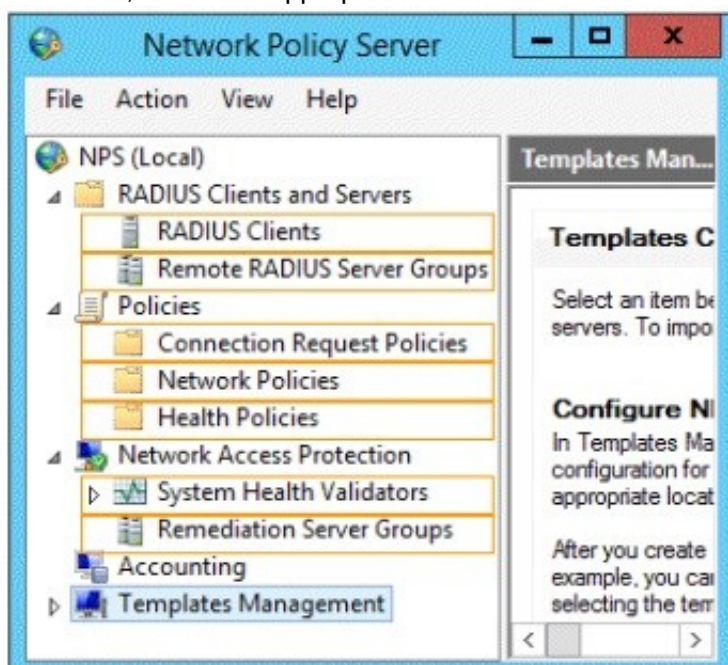 Network Policy Server
File Action View Help
NPS (Local)
RADIUS Clients and Servers
RADIUS Clients
Remote RADIUS Server Groups
Policies
Connection Request Policies
Network Policies
Health Policies
Network Access Protection
System Health Validators
Remediation Server Groups
Accounting
Templates Management
Templates Man...
Templates C
Select an item be
servers. To impo
Configure N
In Templates Ma
configuration for
appropriate locat
After you create
example, you ca
selecting the tem